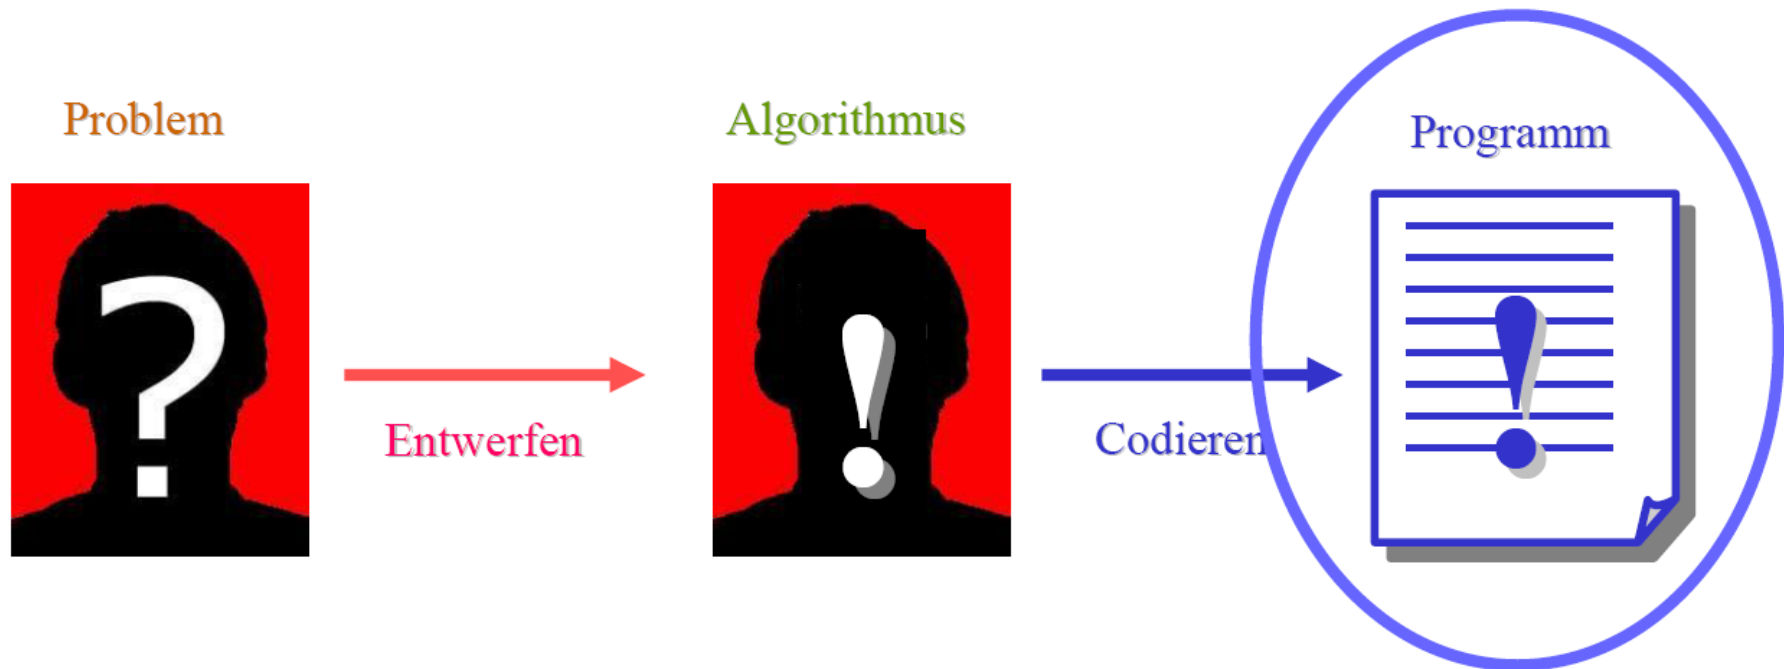 Problem
Algorithmus
Programm
?
!
!
Entwerfen
Codieren